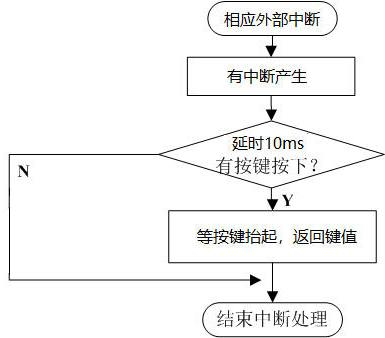 相应外部中断
有中断产生
延时10ms
有按键按下？
N
Y
等按键抬起，返回键值
结束中断处理